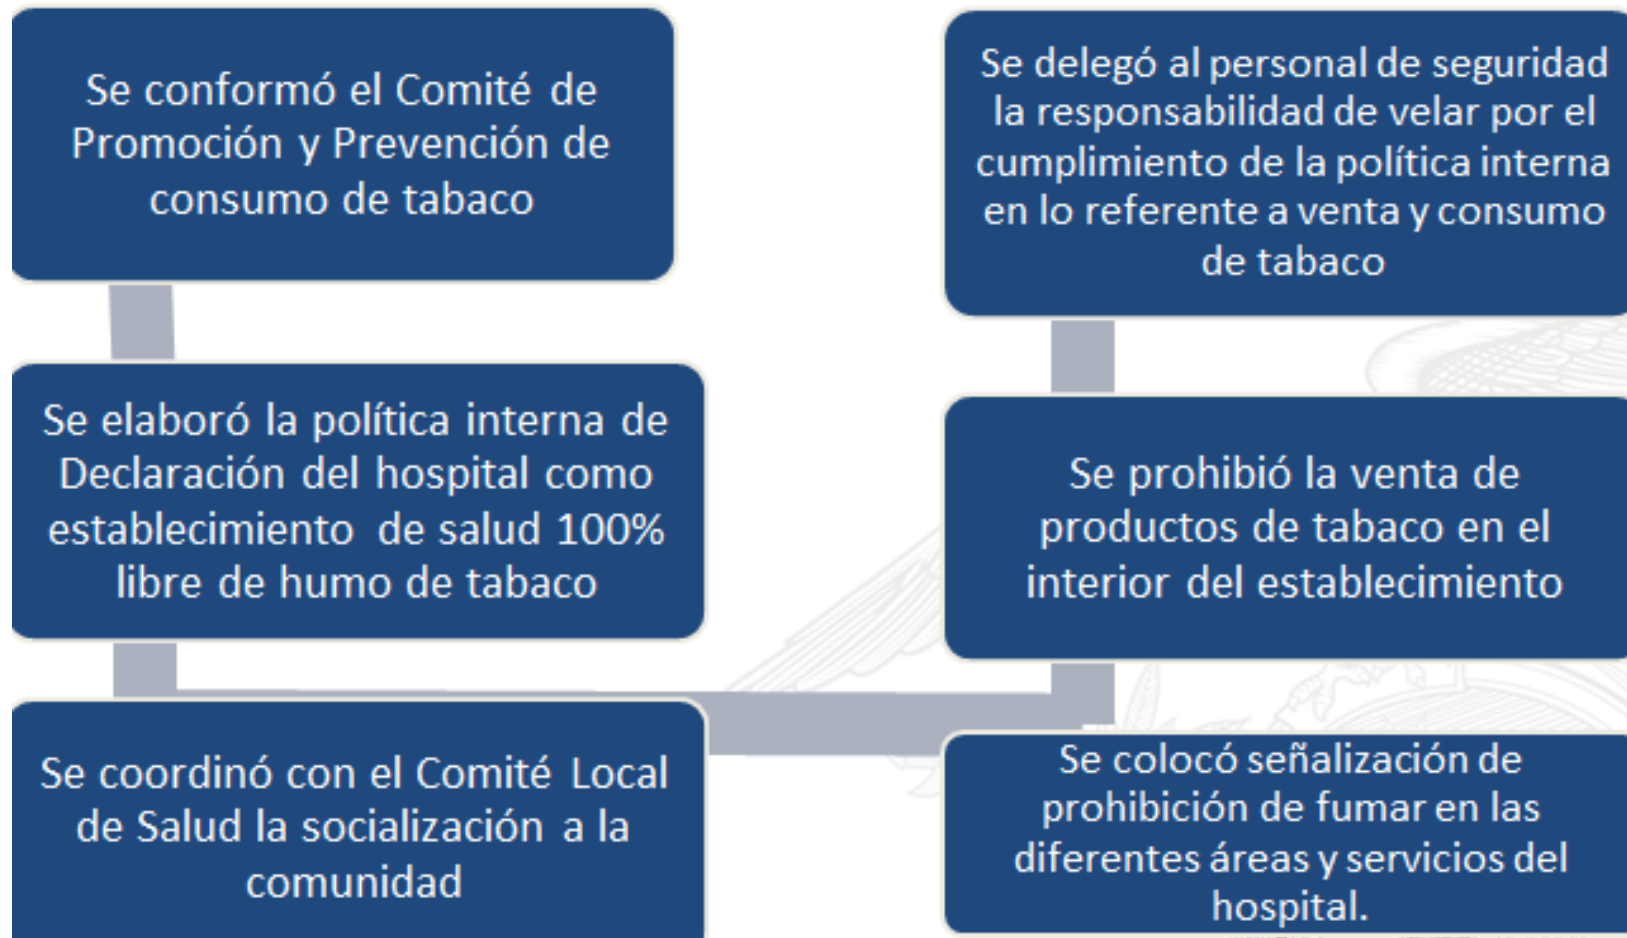 Se conformó el Comité de
Promoción y Prevención de
consumo de tabaco
Se elaboró la política interna de
Declaración del hospital como
establecimiento de salud 100%
libre de humo de tabaco
Se coordinó con el Comité Local
de Salud la socialización a la
comunidad
Se colocó señalización de
prohibición de fumar en las
diferentes áreas y servicios del
hospital.
Se prohibió la venta de
productos de tabaco en el
interior del establecimiento
Se delegó al personal de seguridad
la responsabilidad de velar por el
cumplimiento de la política interna
en lo referente a venta y consumo
de tabaco